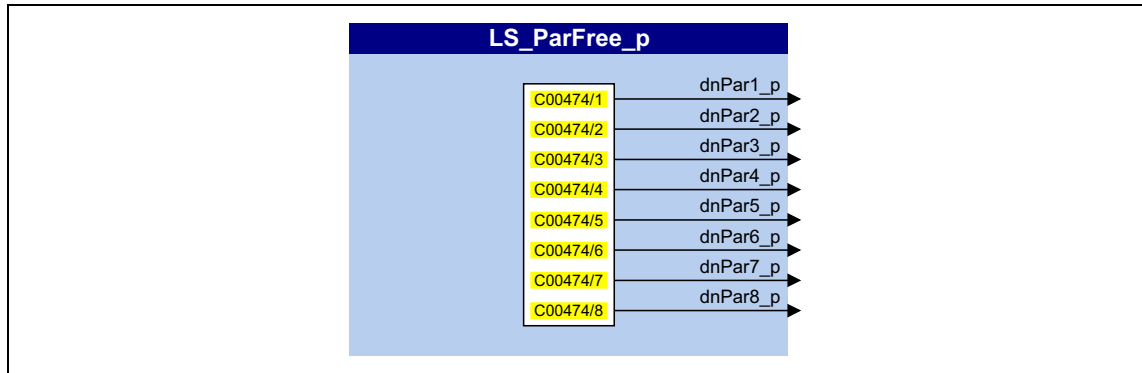 LS_ParFree_p
C00474/1 dnPar1_p
C00474/2 dnPar2_p
C00474/3 dnPar3_p
C00474/4 dnPar4_p
C00474/5 dnPar5_p
C00474/6 dnPar6_p
C00474/7 dnPar7_p
C00474/8 dnPar8_p